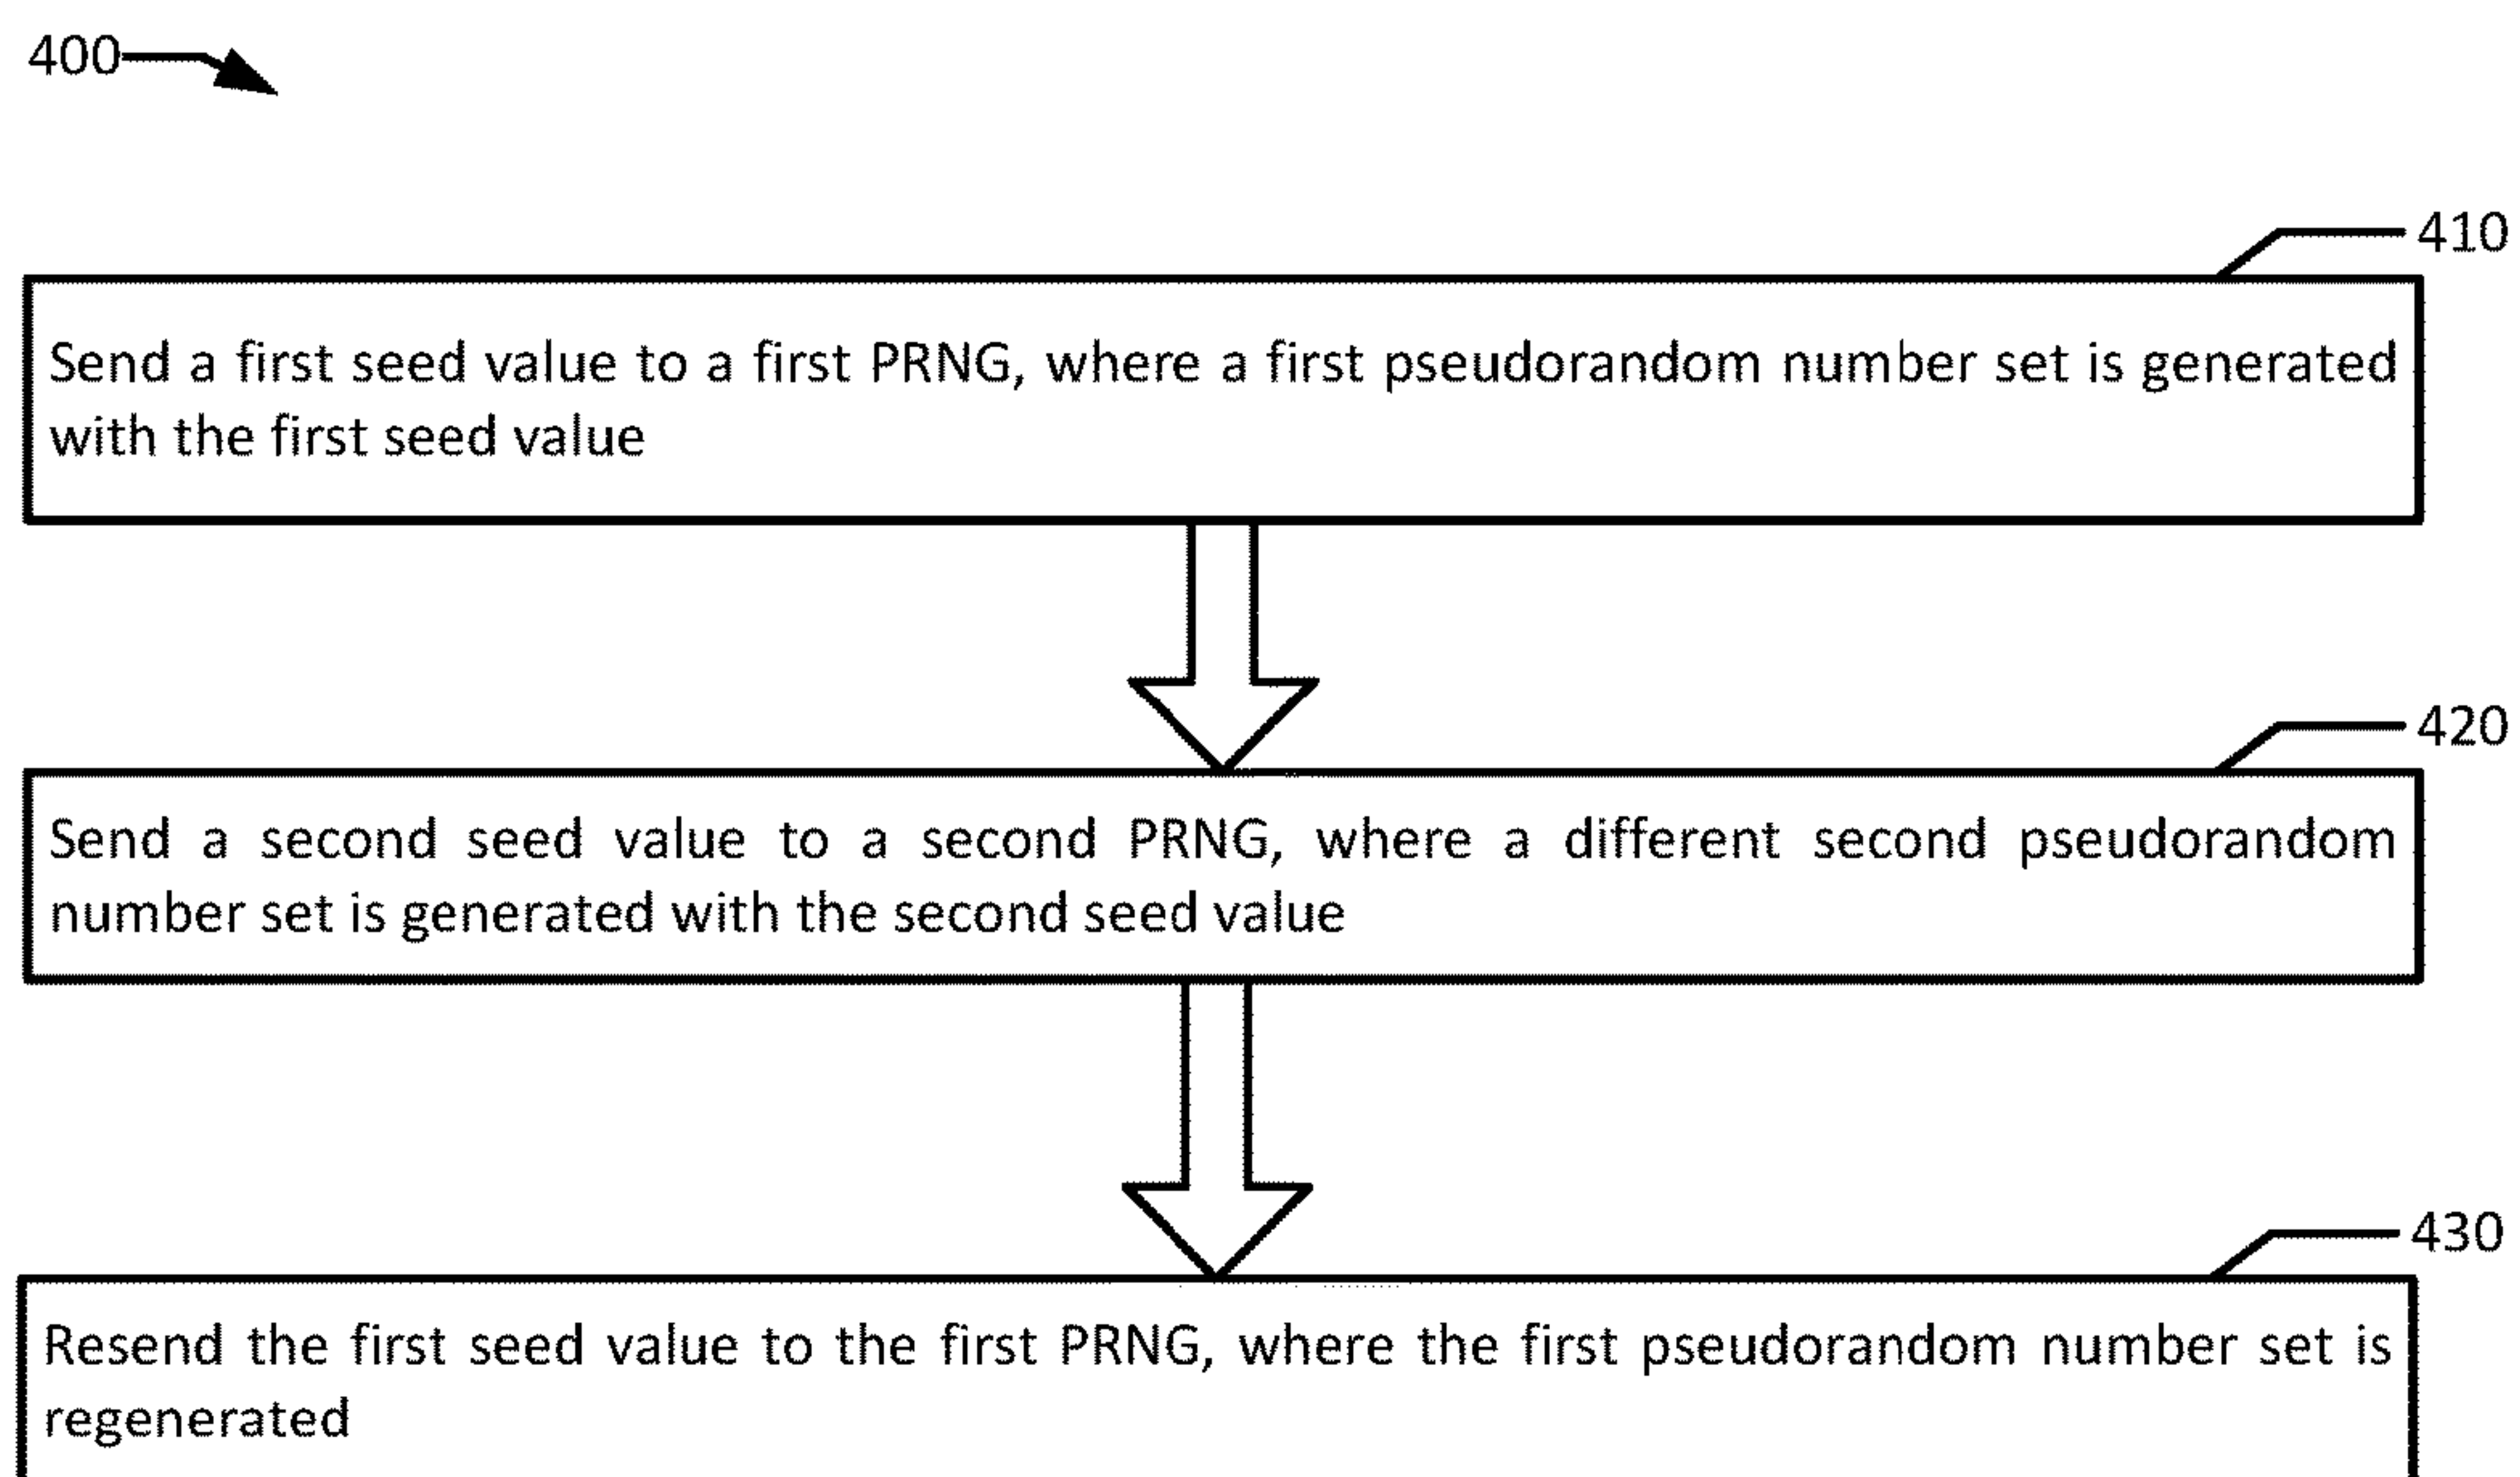 400
410
Send a first seed value to a first PRNG, where a first pseudorandom number set is generated
with the first seed value
420
Send a second seed value to a second PRNG, where a different second pseudorandom
number set is generated with the second seed value
430
Resend the first seed value to the first PRNG, where the first pseudorandom number set is
regenerated